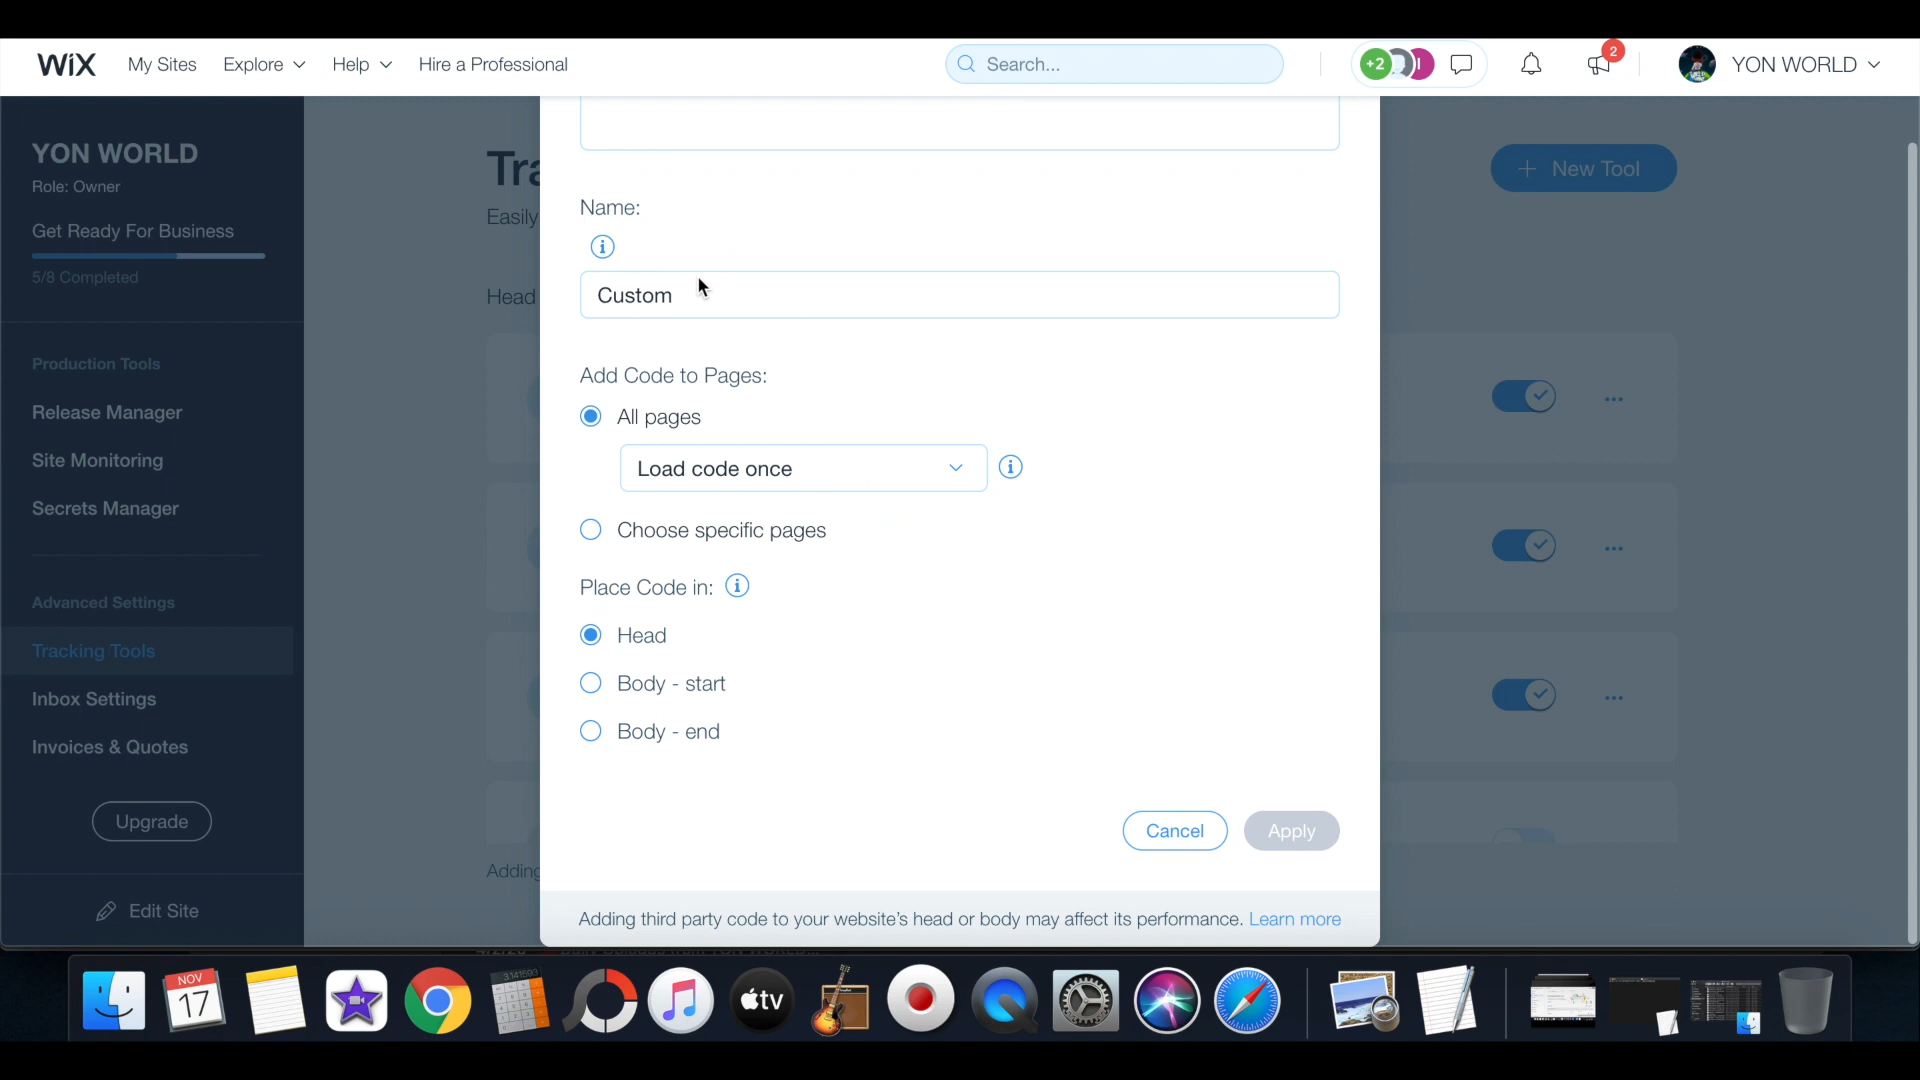 WiX
My Sites
Explore
Help
Hire a Professional
Search...
+2
2
YON WORLD
YON WORLD
Role: Owner
Get Ready For Business
5/8 Completed
Production Tools
Release Manager
Site Monitoring
Secrets Manager
Advanced Settings
Tracking Tools
Inbox Settings
Invoices & Quotes
Upgrade
Edit Site
Tra
Easily
Head
Adding
+ New Tool
Name:
Custom
Add Code to Pages:
All pages
Load code once
Choose specific pages
Place Code in:
Head
Body - start
Body - end
Cancel
Apply
Adding third party code to your website's head or body may affect its performance. Learn more
NOV
17
3.141593
tv